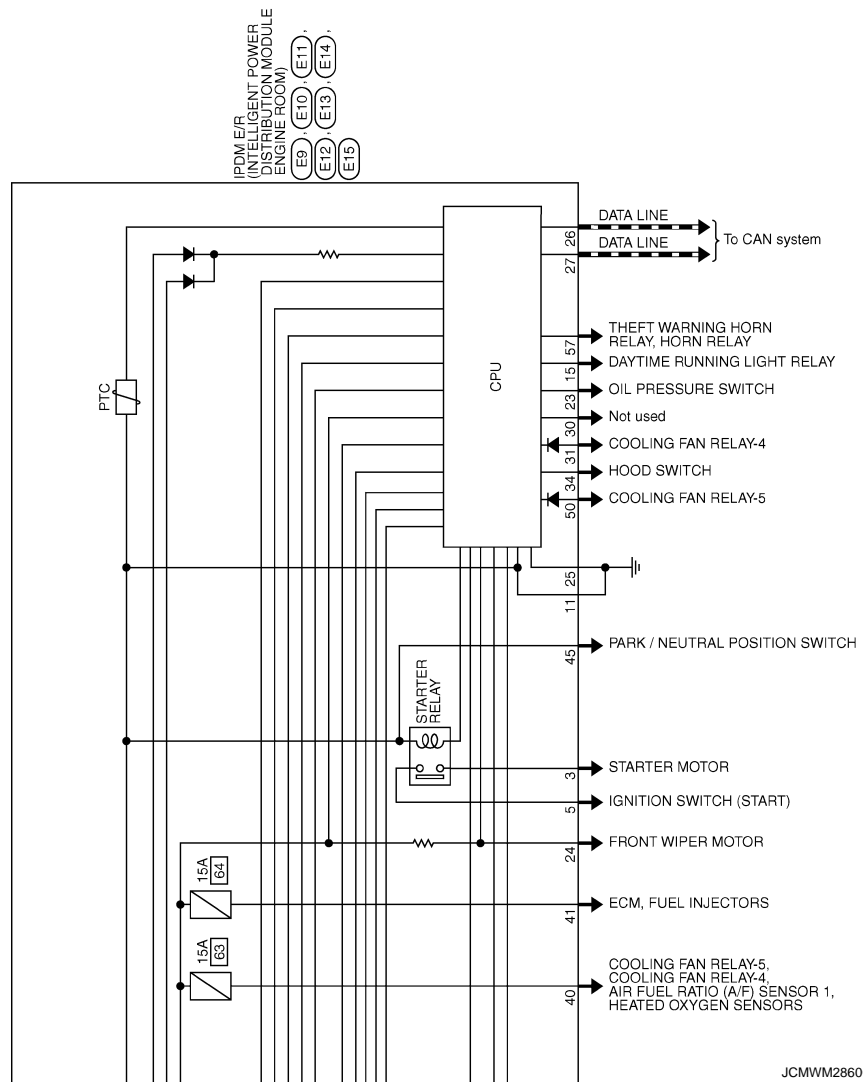 IPDM E/R
(INTELLIGENT POWER
DISTRIBUTION MODULE
ENGINE ROOM)
E9 , E10 , E11 ,
E12 , E13 , E14 ,
E15
CPU
PTC
26 DATA LINE
27 DATA LINE
To CAN system
57 THEFT WARNING HORN
RELAY, HORN RELAY
15 DAYTIME RUNNING LIGHT RELAY
23 OIL PRESSURE SWITCH
30 Not used
31 COOLING FAN RELAY-4
34 HOOD SWITCH
50 COOLING FAN RELAY-5
25
11
45 PARK / NEUTRAL POSITION SWITCH
STARTER
RELAY
3 STARTER MOTOR
5 IGNITION SWITCH (START)
24 FRONT WIPER MOTOR
15A 64
41 ECM, FUEL INJECTORS
15A 63
40 COOLING FAN RELAY-5,
COOLING FAN RELAY-4,
AIR FUEL RATIO (A/F) SENSOR 1,
HEATED OXYGEN SENSORS
JCMWM2860